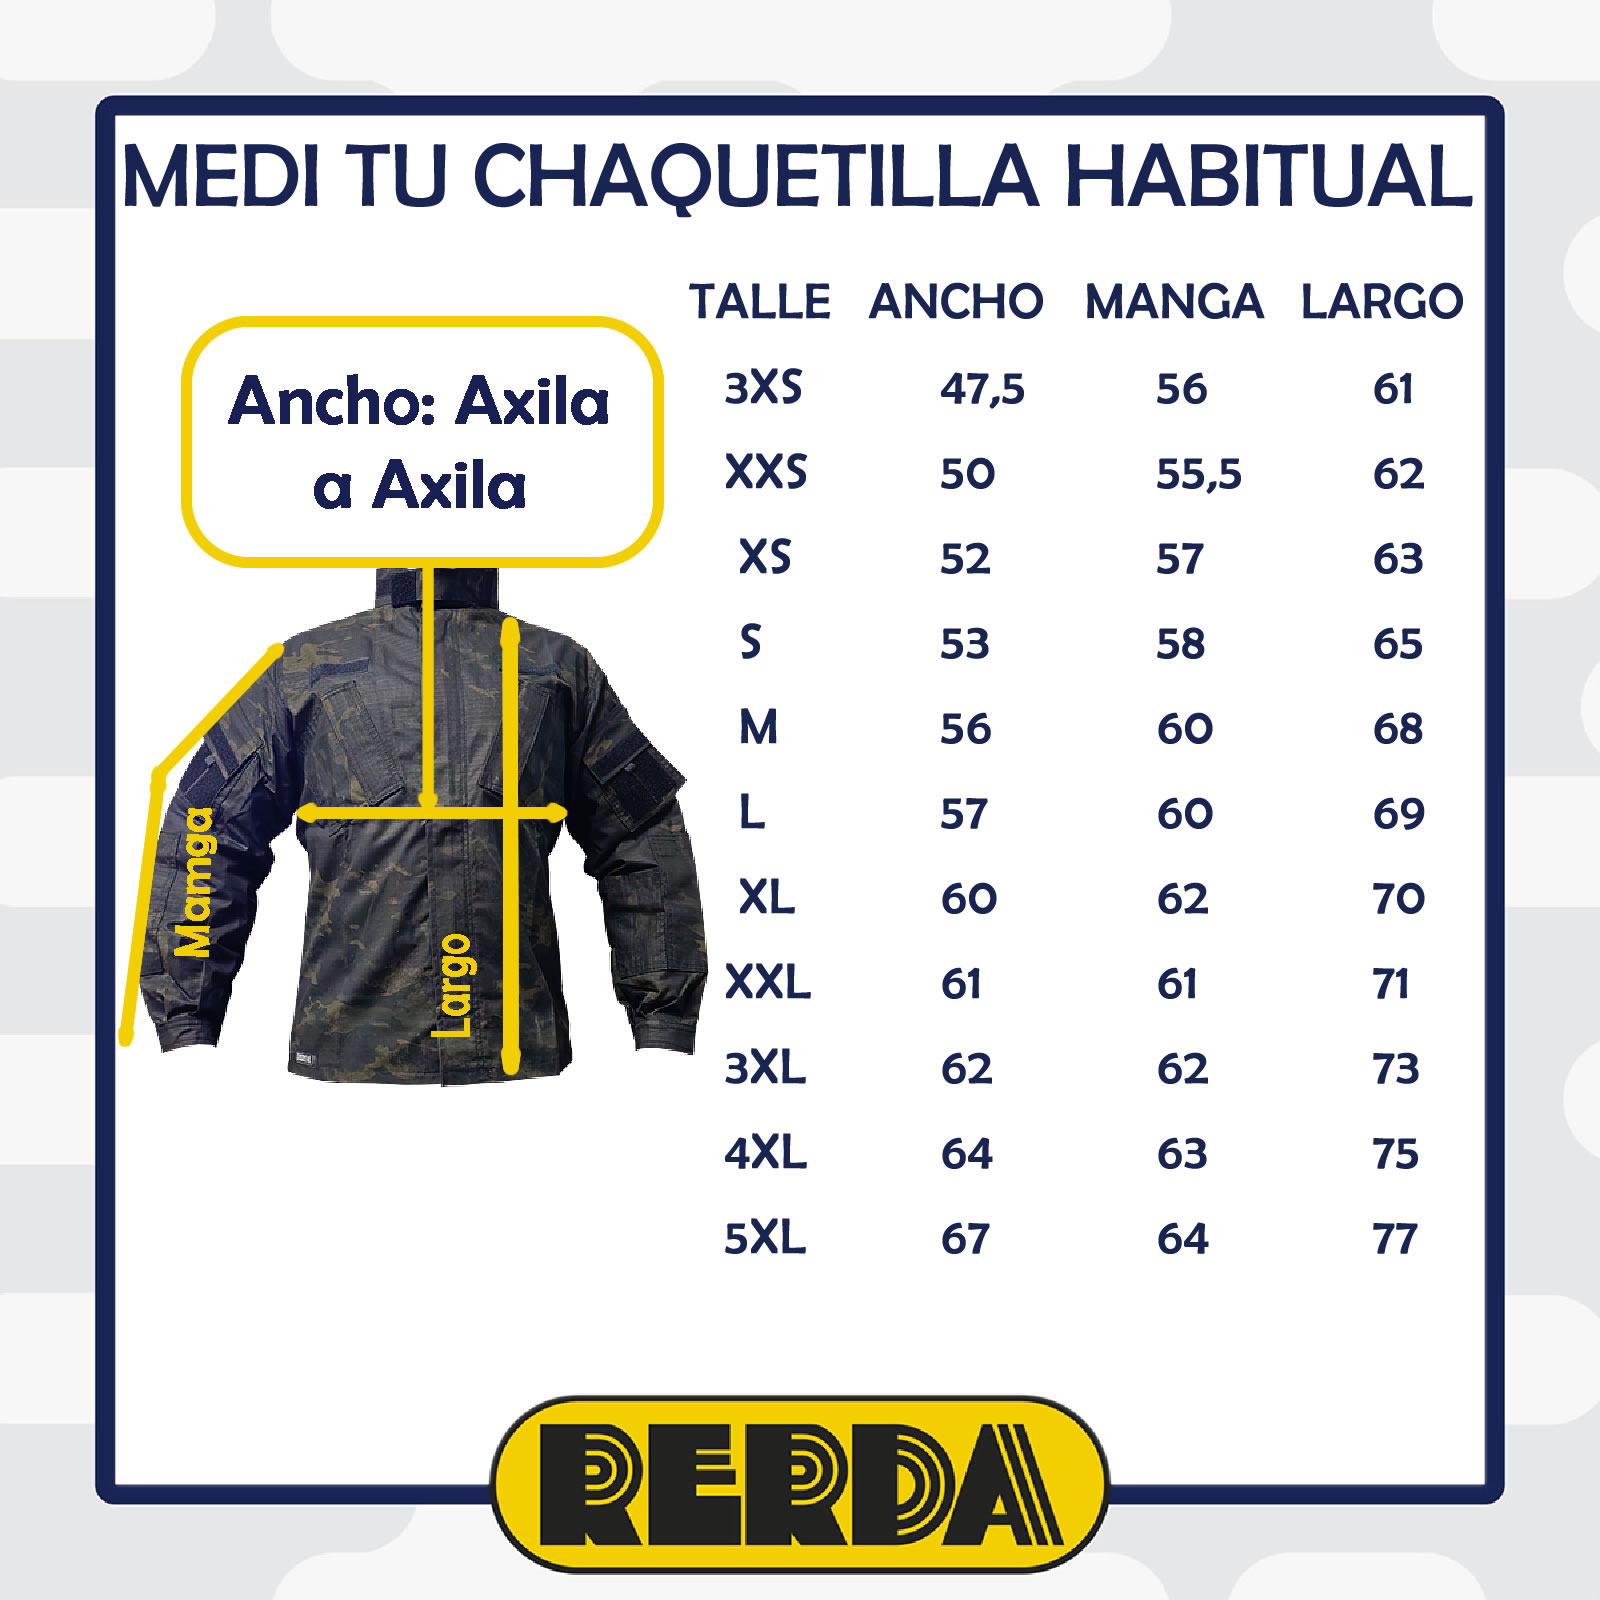 MEDI TU CHAQUETILLA HABITUAL
TALLE ANCHO MANGA LARGO
3XS 47,5 56 61
XXS 50 55,5 62
XS 52 57 63
S 53 58 65
M 56 60 68
L 57 60 69
XL 60 62 70
XXL 61 61 71
3XL 62 62 73
4XL 64 63 75
5XL 67 64 77
Ancho: Axila
a Axila
Mamga
Largo
RERDA